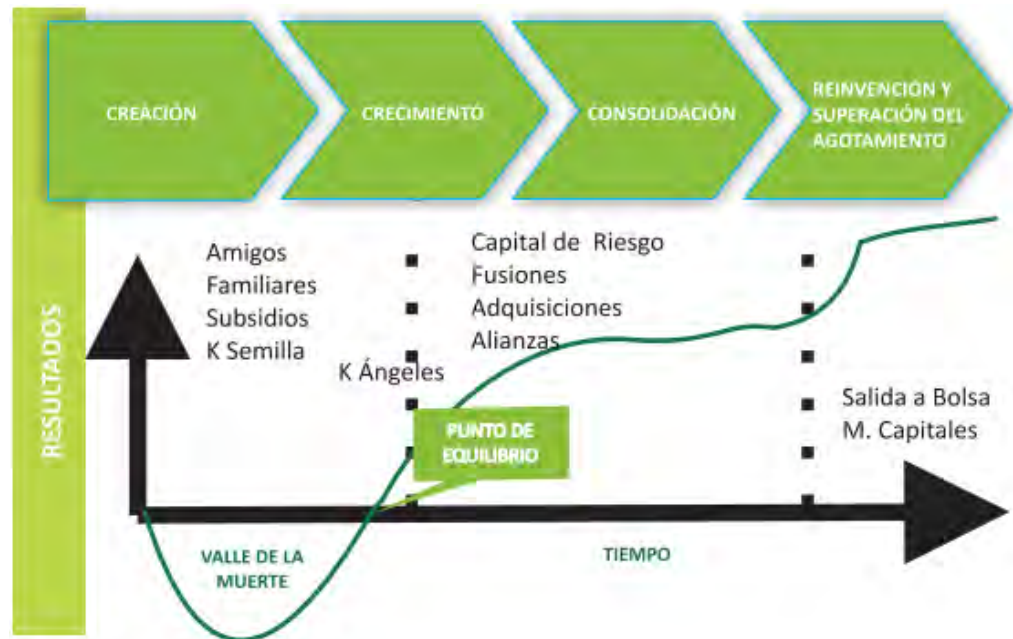 CREACIÓN
CRECIMIENTO
CONSOLIDACIÓN
REINVENCIÓN Y
SUPERACIÓN DEL
AGOTAMIENTO
RESULTADOS
Amigos
Familiares
Subsidios
K Semilla
K Ángeles
Capital de Riesgo
Fusiones
Adquisiciones
Alianzas
PUNTO DE
EQUILIBRIO
Salida a Bolsa
M. Capitales
VALLE DE LA
MUERTE
TIEMPO